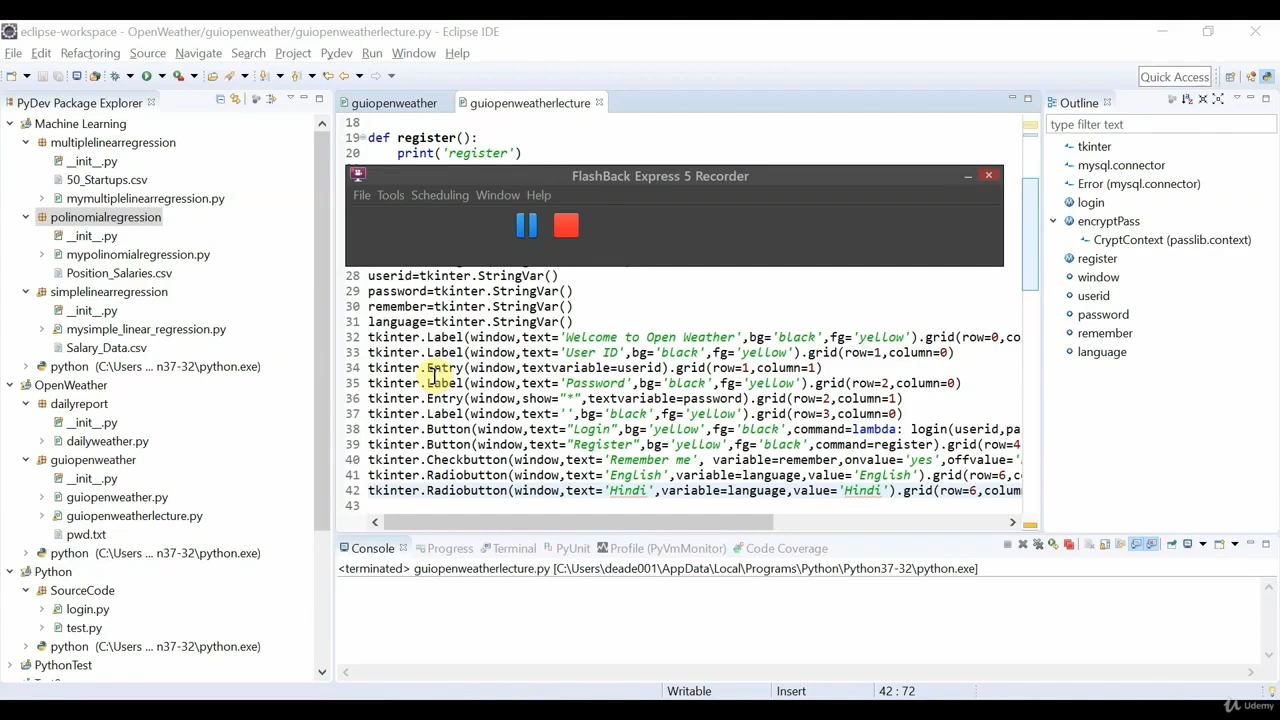 eclipse-workspace - OpenWeather/guiopenweather/guiopenweatherlecture.py - Eclipse IDE
File Edit Refactoring Source Navigate Search Project Pydev Run Window Help
Quick Access
PyDev Package Explorer
Machine Learning
multiplelinearregression
__init__.py
50_Startups.csv
mymultiplelinearregression.py
polinomialregression
__init__.py
mypolinomialregression.py
Position_Salaries.csv
simplelinearregression
__init__.py
mysimple_linear_regression.py
Salary_Data.csv
python (C:\Users ... n37-32\python.exe)
OpenWeather
dailyreport
__init__.py
dailyweather.py
guiopenweather
__init__.py
guiopenweather.py
guiopenweatherlecture.py
pwd.txt
python (C:\Users ... n37-32\python.exe)
Python
SourceCode
login.py
test.py
python (C:\Users ... n37-32\python.exe)
PythonTest
guiopenweather guiopenweatherlecture
18
19 def register():
20 print('register')
FlashBack Express 5 Recorder
File Tools Scheduling Window Help
28 userid=tkinter.StringVar()
29 password=tkinter.StringVar()
30 remember=tkinter.StringVar()
31 language=tkinter.StringVar()
32 tkinter.Label(window,text='Welcome to Open Weather',bg='black',fg='yellow').grid(row=0,co
33 tkinter.Label(window,text='User ID',bg='black',fg='yellow').grid(row=1,column=0)
34 tkinter.Entry(window,textvariable=userid).grid(row=1,column=1)
35 tkinter.Label(window,text='Password',bg='black',fg='yellow').grid(row=2,column=0)
36 tkinter.Entry(window,show="*",textvariable=password).grid(row=2,column=1)
37 tkinter.Label(window,text='',bg='black',fg='yellow').grid(row=3,column=0)
38 tkinter.Button(window,text="Login",bg='yellow',fg='black',command=lambda: login(userid,pa
39 tkinter.Button(window,text="Register",bg='yellow',fg='black',command=register).grid(row=4
40 tkinter.Checkbutton(window,text='Remember me', variable=remember,onvalue='yes',offvalue='
41 tkinter.Radiobutton(window,text='English',variable=language,value='English').grid(row=6,c
42 tkinter.Radiobutton(window,text='Hindi',variable=language,value='Hindi').grid(row=6,colum
43
Outline
type filter text
tkinter
mysql.connector
Error (mysql.connector)
login
encryptPass
CryptContext (passlib.context)
register
window
userid
password
remember
language
Console Progress Terminal PyUnit Profile (PyVmMonitor) Code Coverage
<terminated> guiopenweatherlecture.py [C:\Users\deade001\AppData\Local\Programs\Python\Python37-32\python.exe]
Writable Insert 42 : 72
Udemy